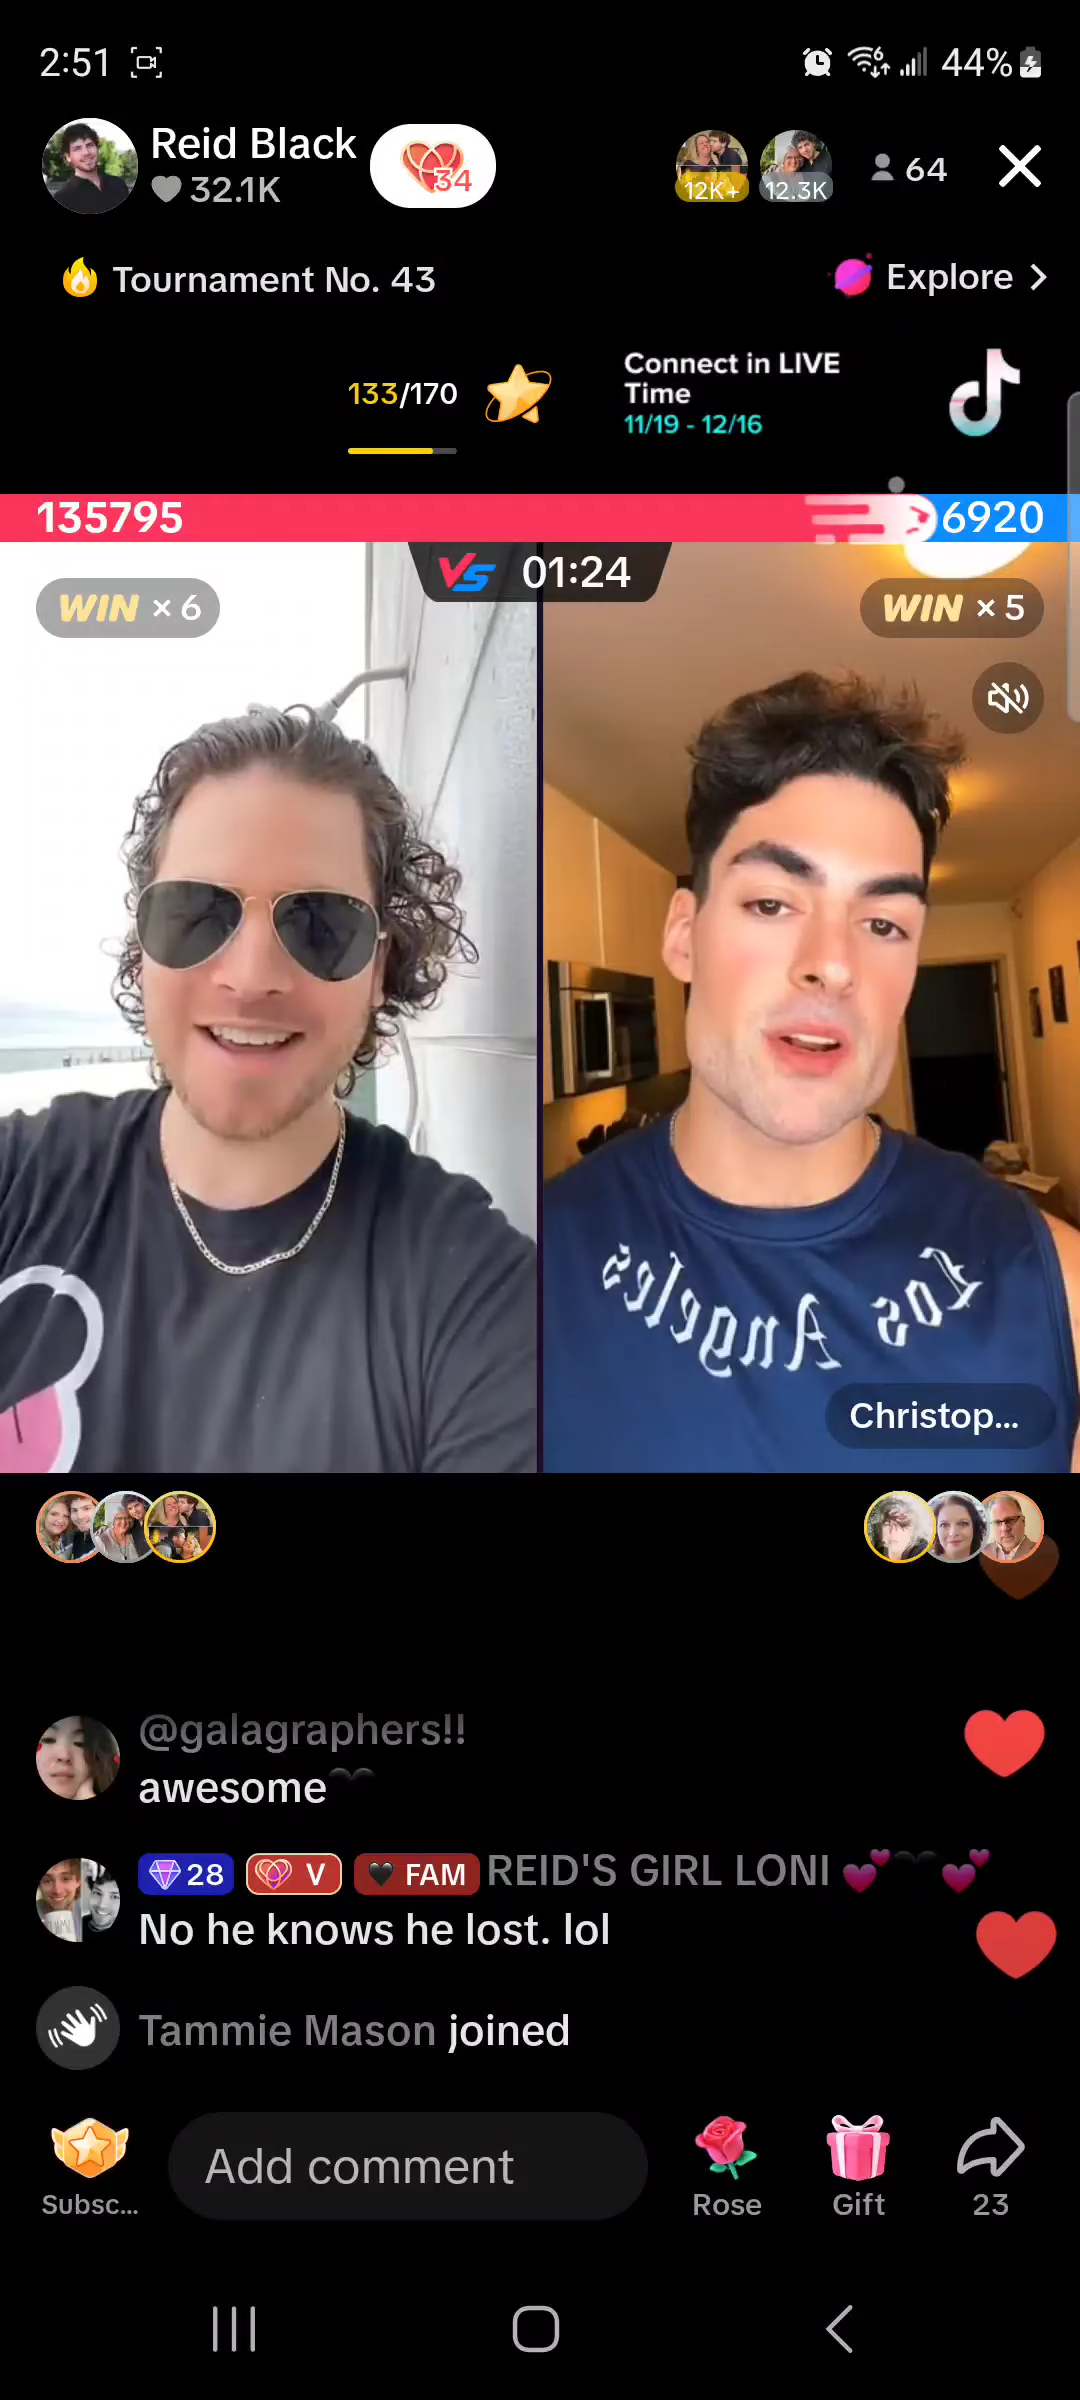 2:51
44%
Reid Black
32.1K
34
12K+
12.3K
64
Tournament No. 43
Explore
133/170
Connect in LIVE
Time
11/19 - 12/16
135795
6920
VS 01:24
WIN × 6
WIN × 5
Los Angeles
Christop...
@galagraphers!!
awesome
28 V FAM REID'S GIRL LONI
No he knows he lost. lol
Tammie Mason joined
Subsc...
Add comment
Rose
Gift
23